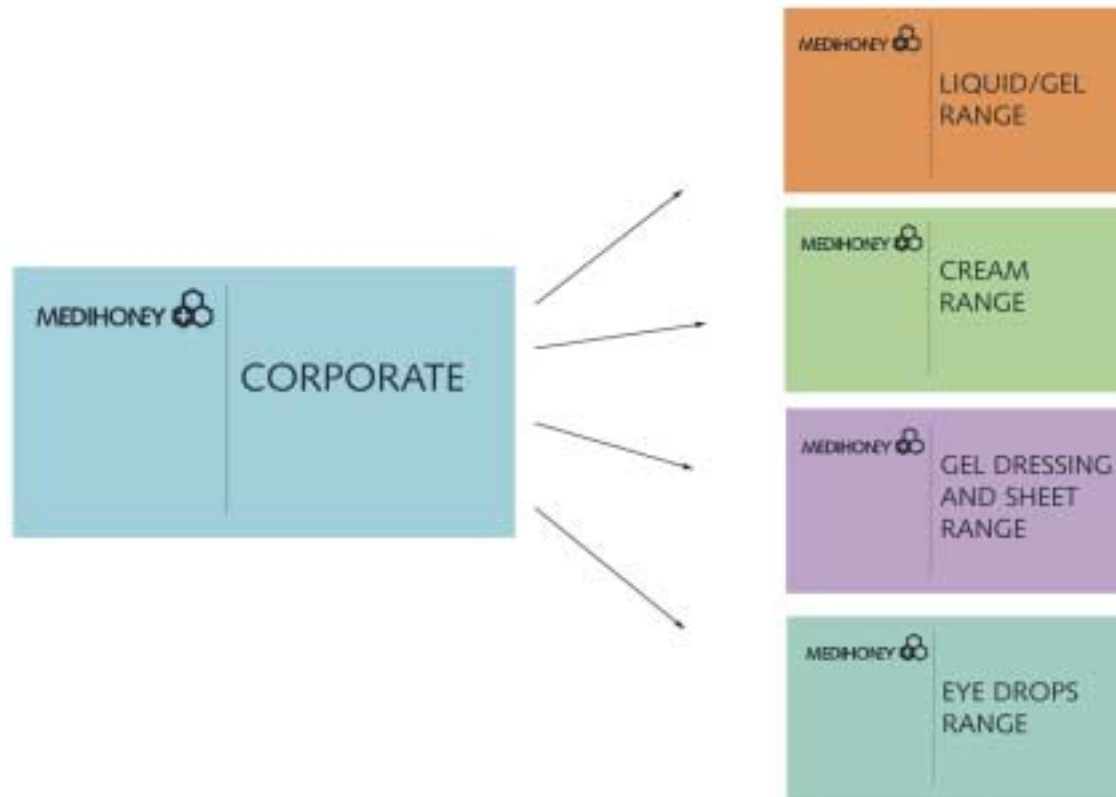 MEDIHONEY
CORPORATE
MEDIHONEY
LIQUID/GEL
RANGE
MEDIHONEY
CREAM
RANGE
MEDIHONEY
GEL DRESSING
AND SHEET
RANGE
MEDIHONEY
EYE DROPS
RANGE